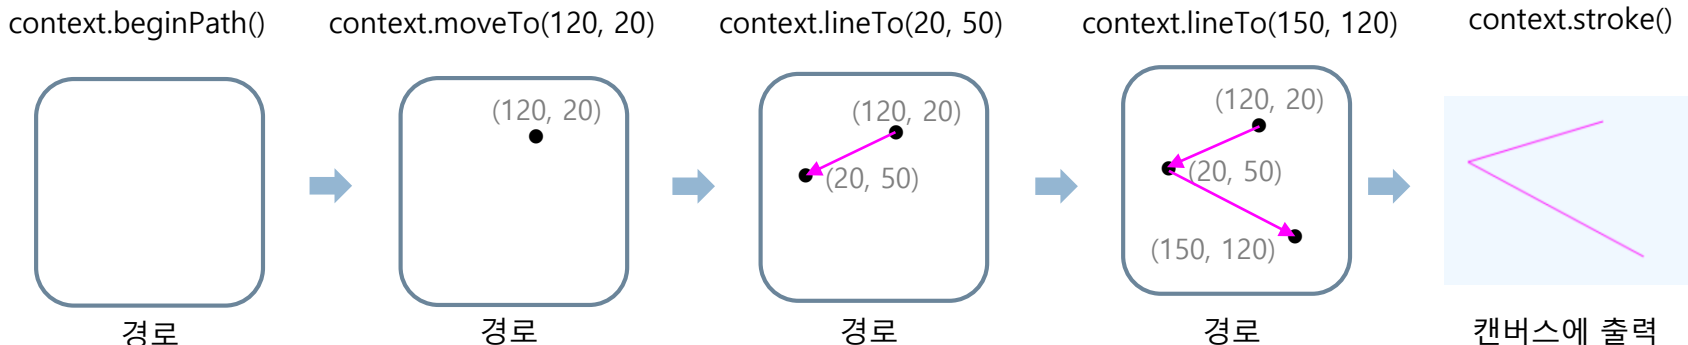 context.beginPath()
context.moveTo(120, 20)
context.lineTo(20, 50)
context.lineTo(150, 120)
context.stroke()
(120, 20)
(120, 20)
(20, 50)
(120, 20)
(20, 50)
(150, 120)
경로
경로
경로
경로
캔버스에 출력